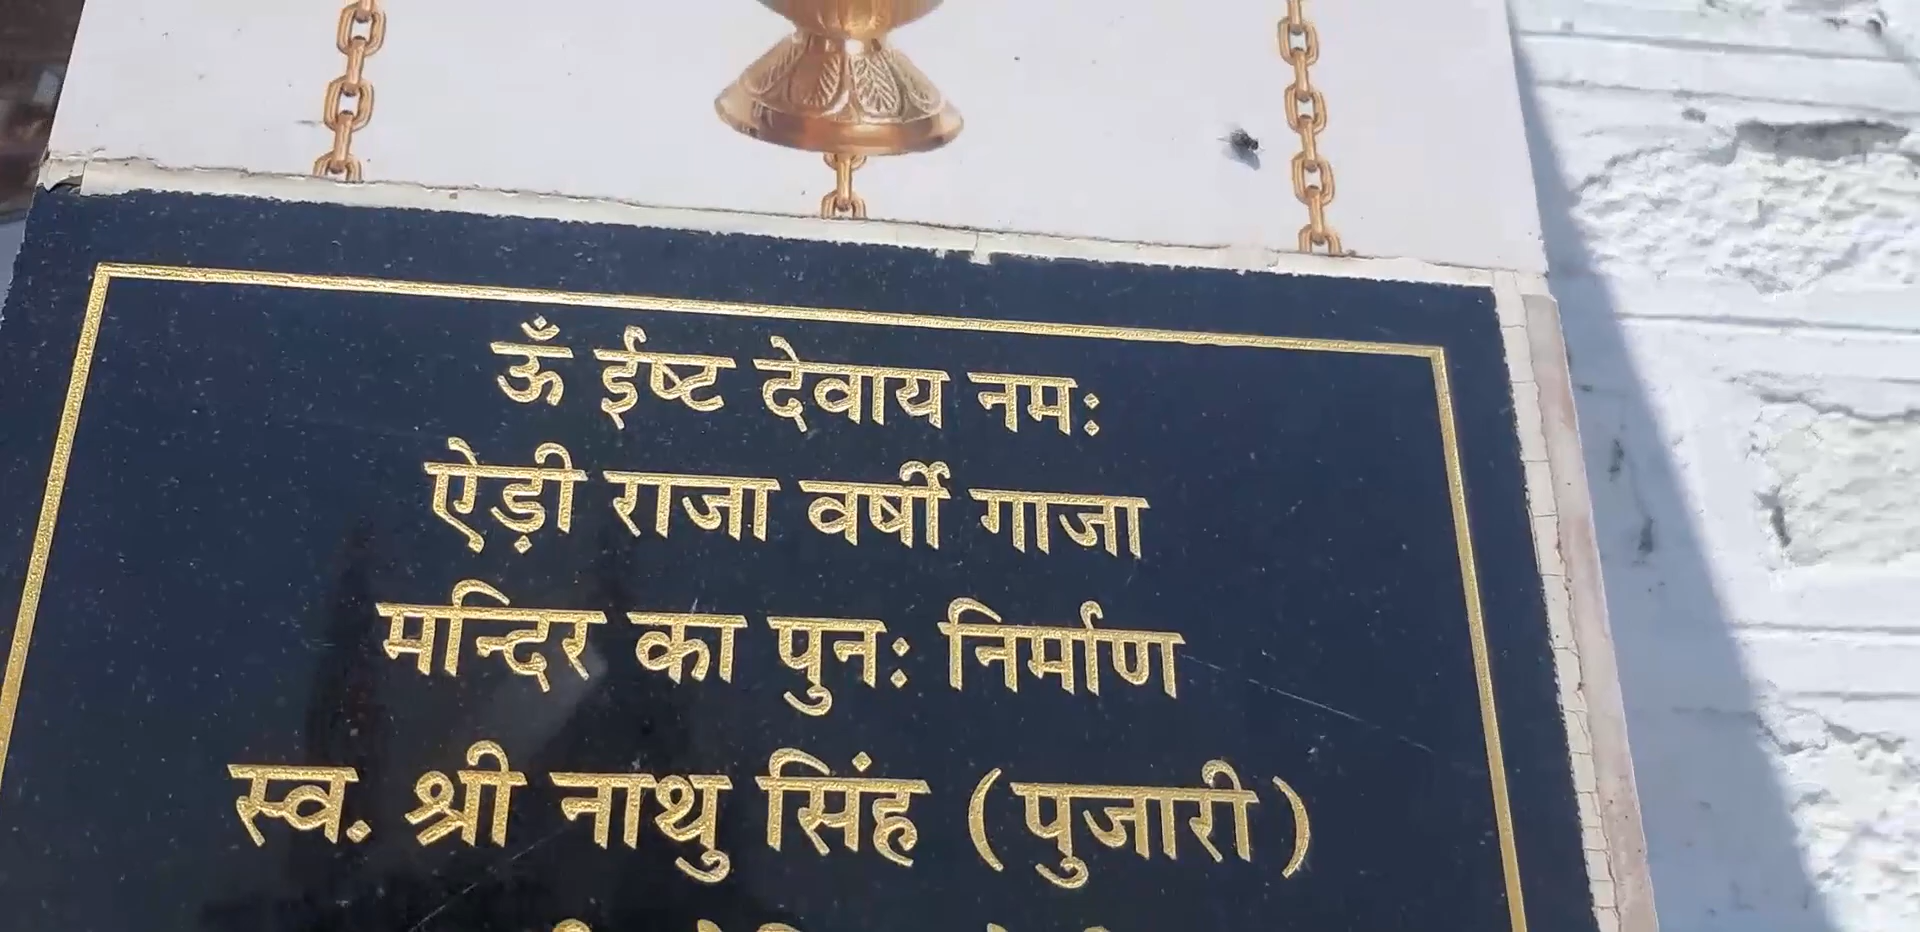 ऊँ ईष्ट देवाय नमः
ऐड़ी राजा वर्षी गाजा
मन्दिर का पुनः निर्माण
स्व. श्री नाथु सिंह (पुजारी)